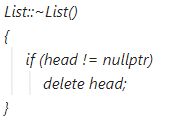 List::~List()
{
if (head != nullptr)
delete head;
}